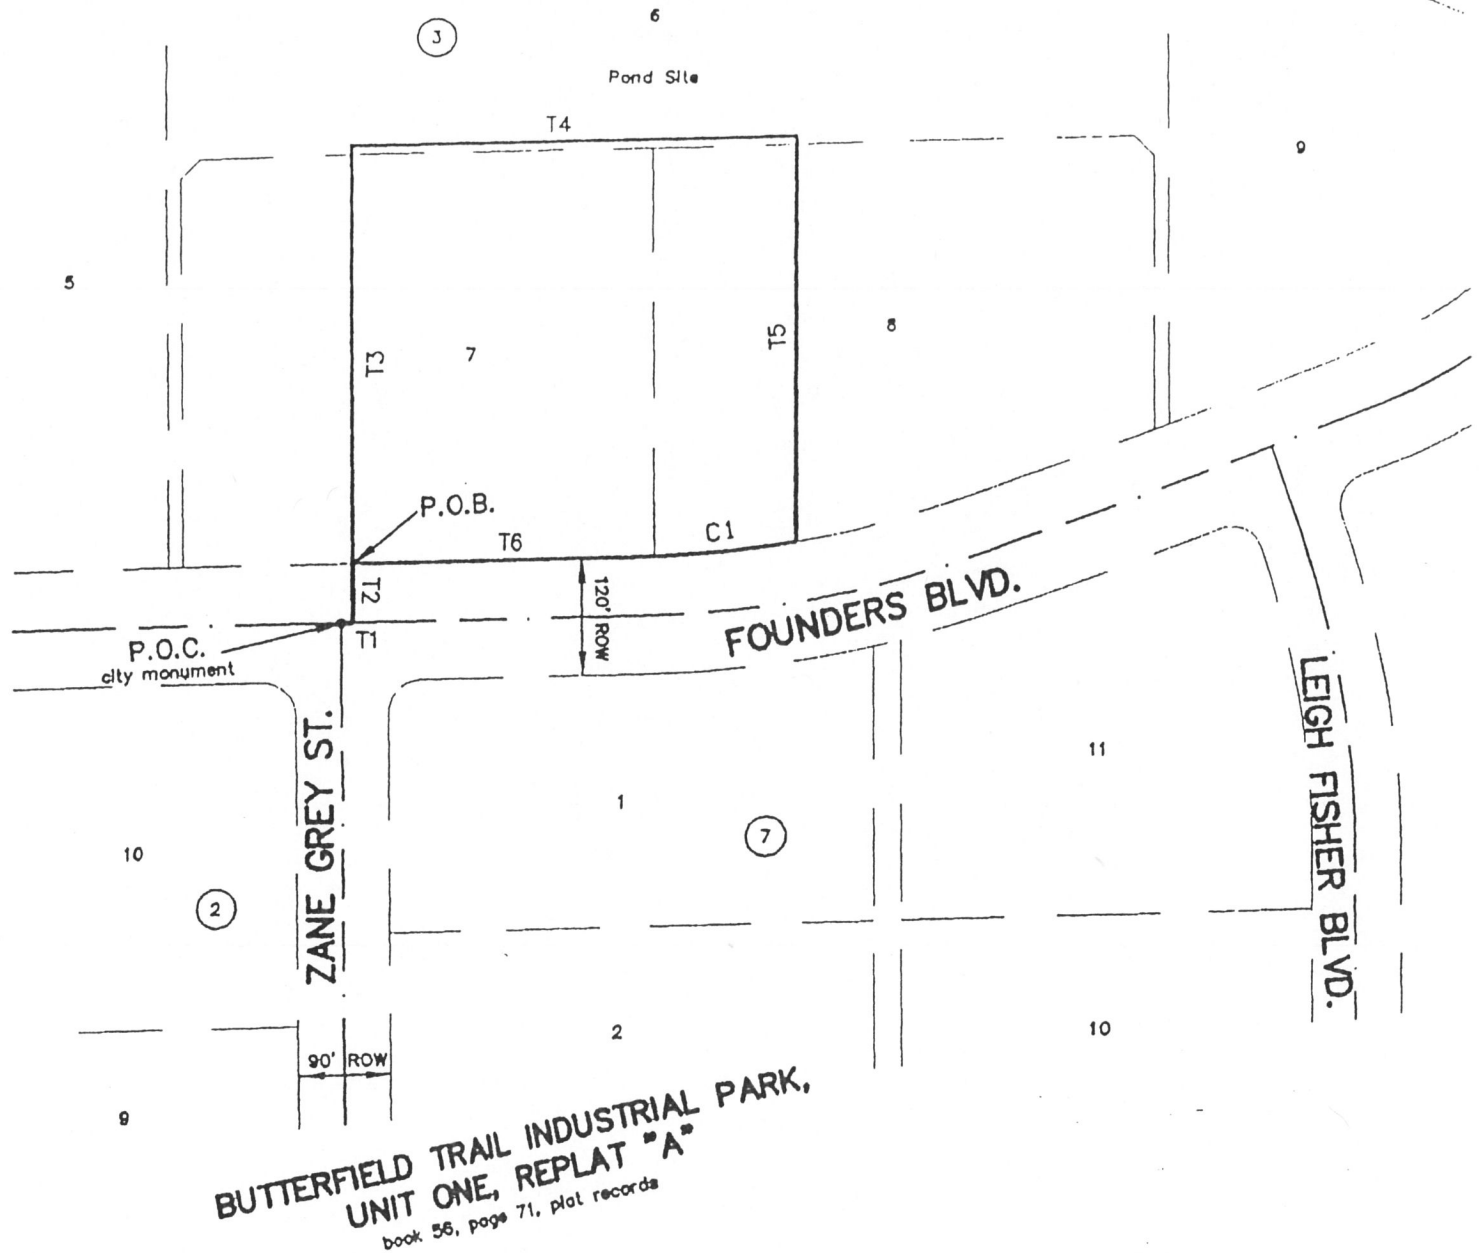 6
3
Pond Site
T4
9
5
T3
7
T5
8
P.O.B.
T6
C1
T2
120' ROW
FOUNDERS BLVD.
P.O.C.
city monument
T1
ZANE GREY ST.
LEIGH FISHER BLVD.
11
1
7
10
2
2
10
90' ROW
9
BUTTERFIELD TRAIL INDUSTRIAL PARK,
UNIT ONE, REPLAT "A"
book 56, page 71, plat records